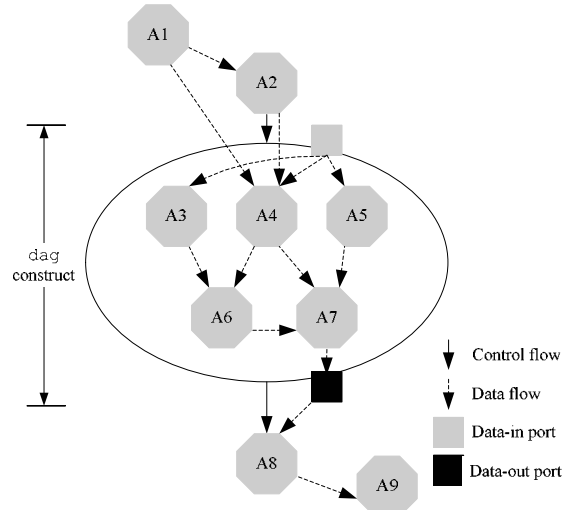 A1
A2
A3
A4
A5
dag
construct
A6
A7
Control flow
Data flow
Data-in port
Data-out port
A8
A9